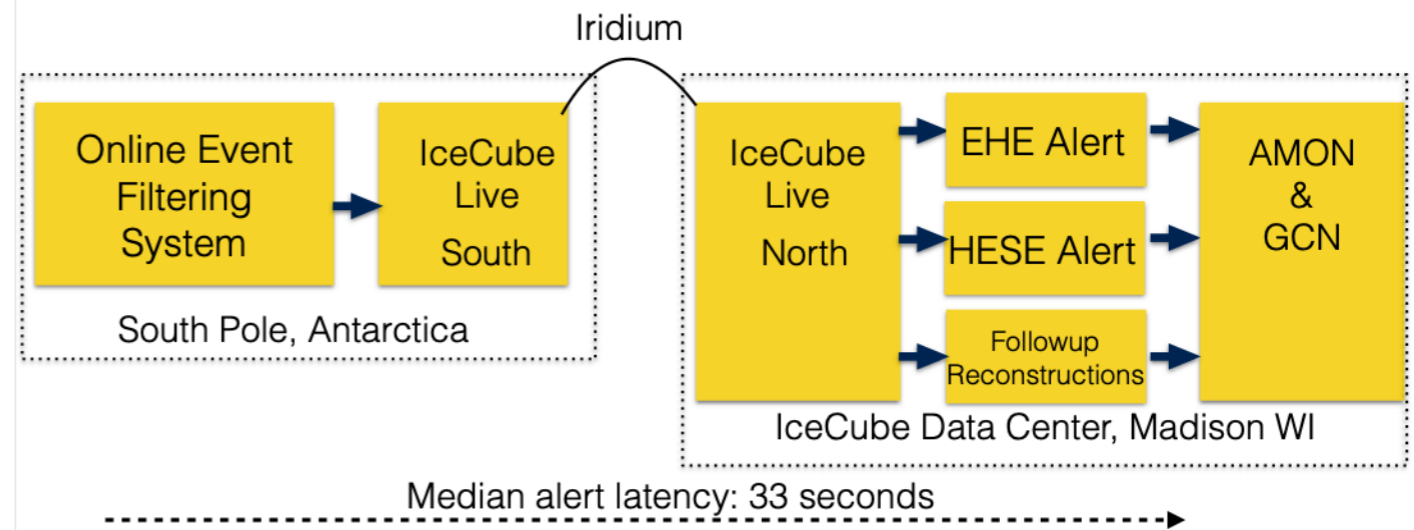 Iridium
Online Event
Filtering
System
IceCube
Live
South
South Pole, Antarctica
IceCube
Live
North
EHE Alert
HESE Alert
Followup
Reconstructions
AMON
&
GCN
IceCube Data Center, Madison WI
Median alert latency: 33 seconds